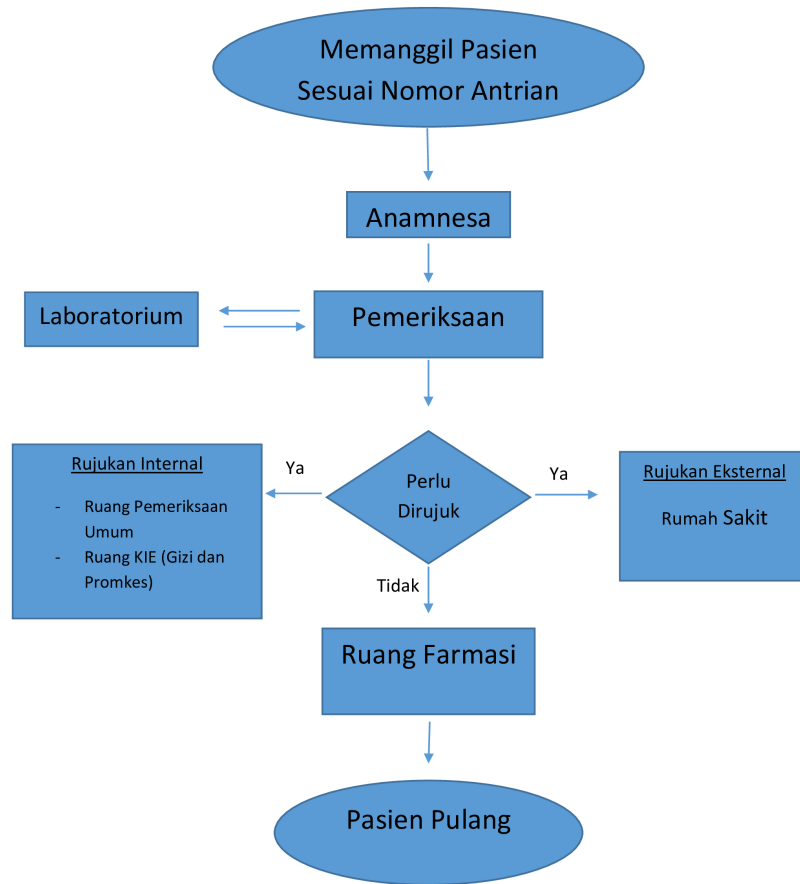 Memanggil Pasien
Sesuai Nomor Antrian
Anamnesa
Laboratorium
Pemeriksaan
Rujukan Internal
- Ruang Pemeriksaan
Umum
- Ruang KIE (Gizi dan
Promkes)
Ya
Perlu
Dirujuk
Ya
Rujukan Eksternal
Rumah Sakit
Tidak
Ruang Farmasi
Pasien Pulang